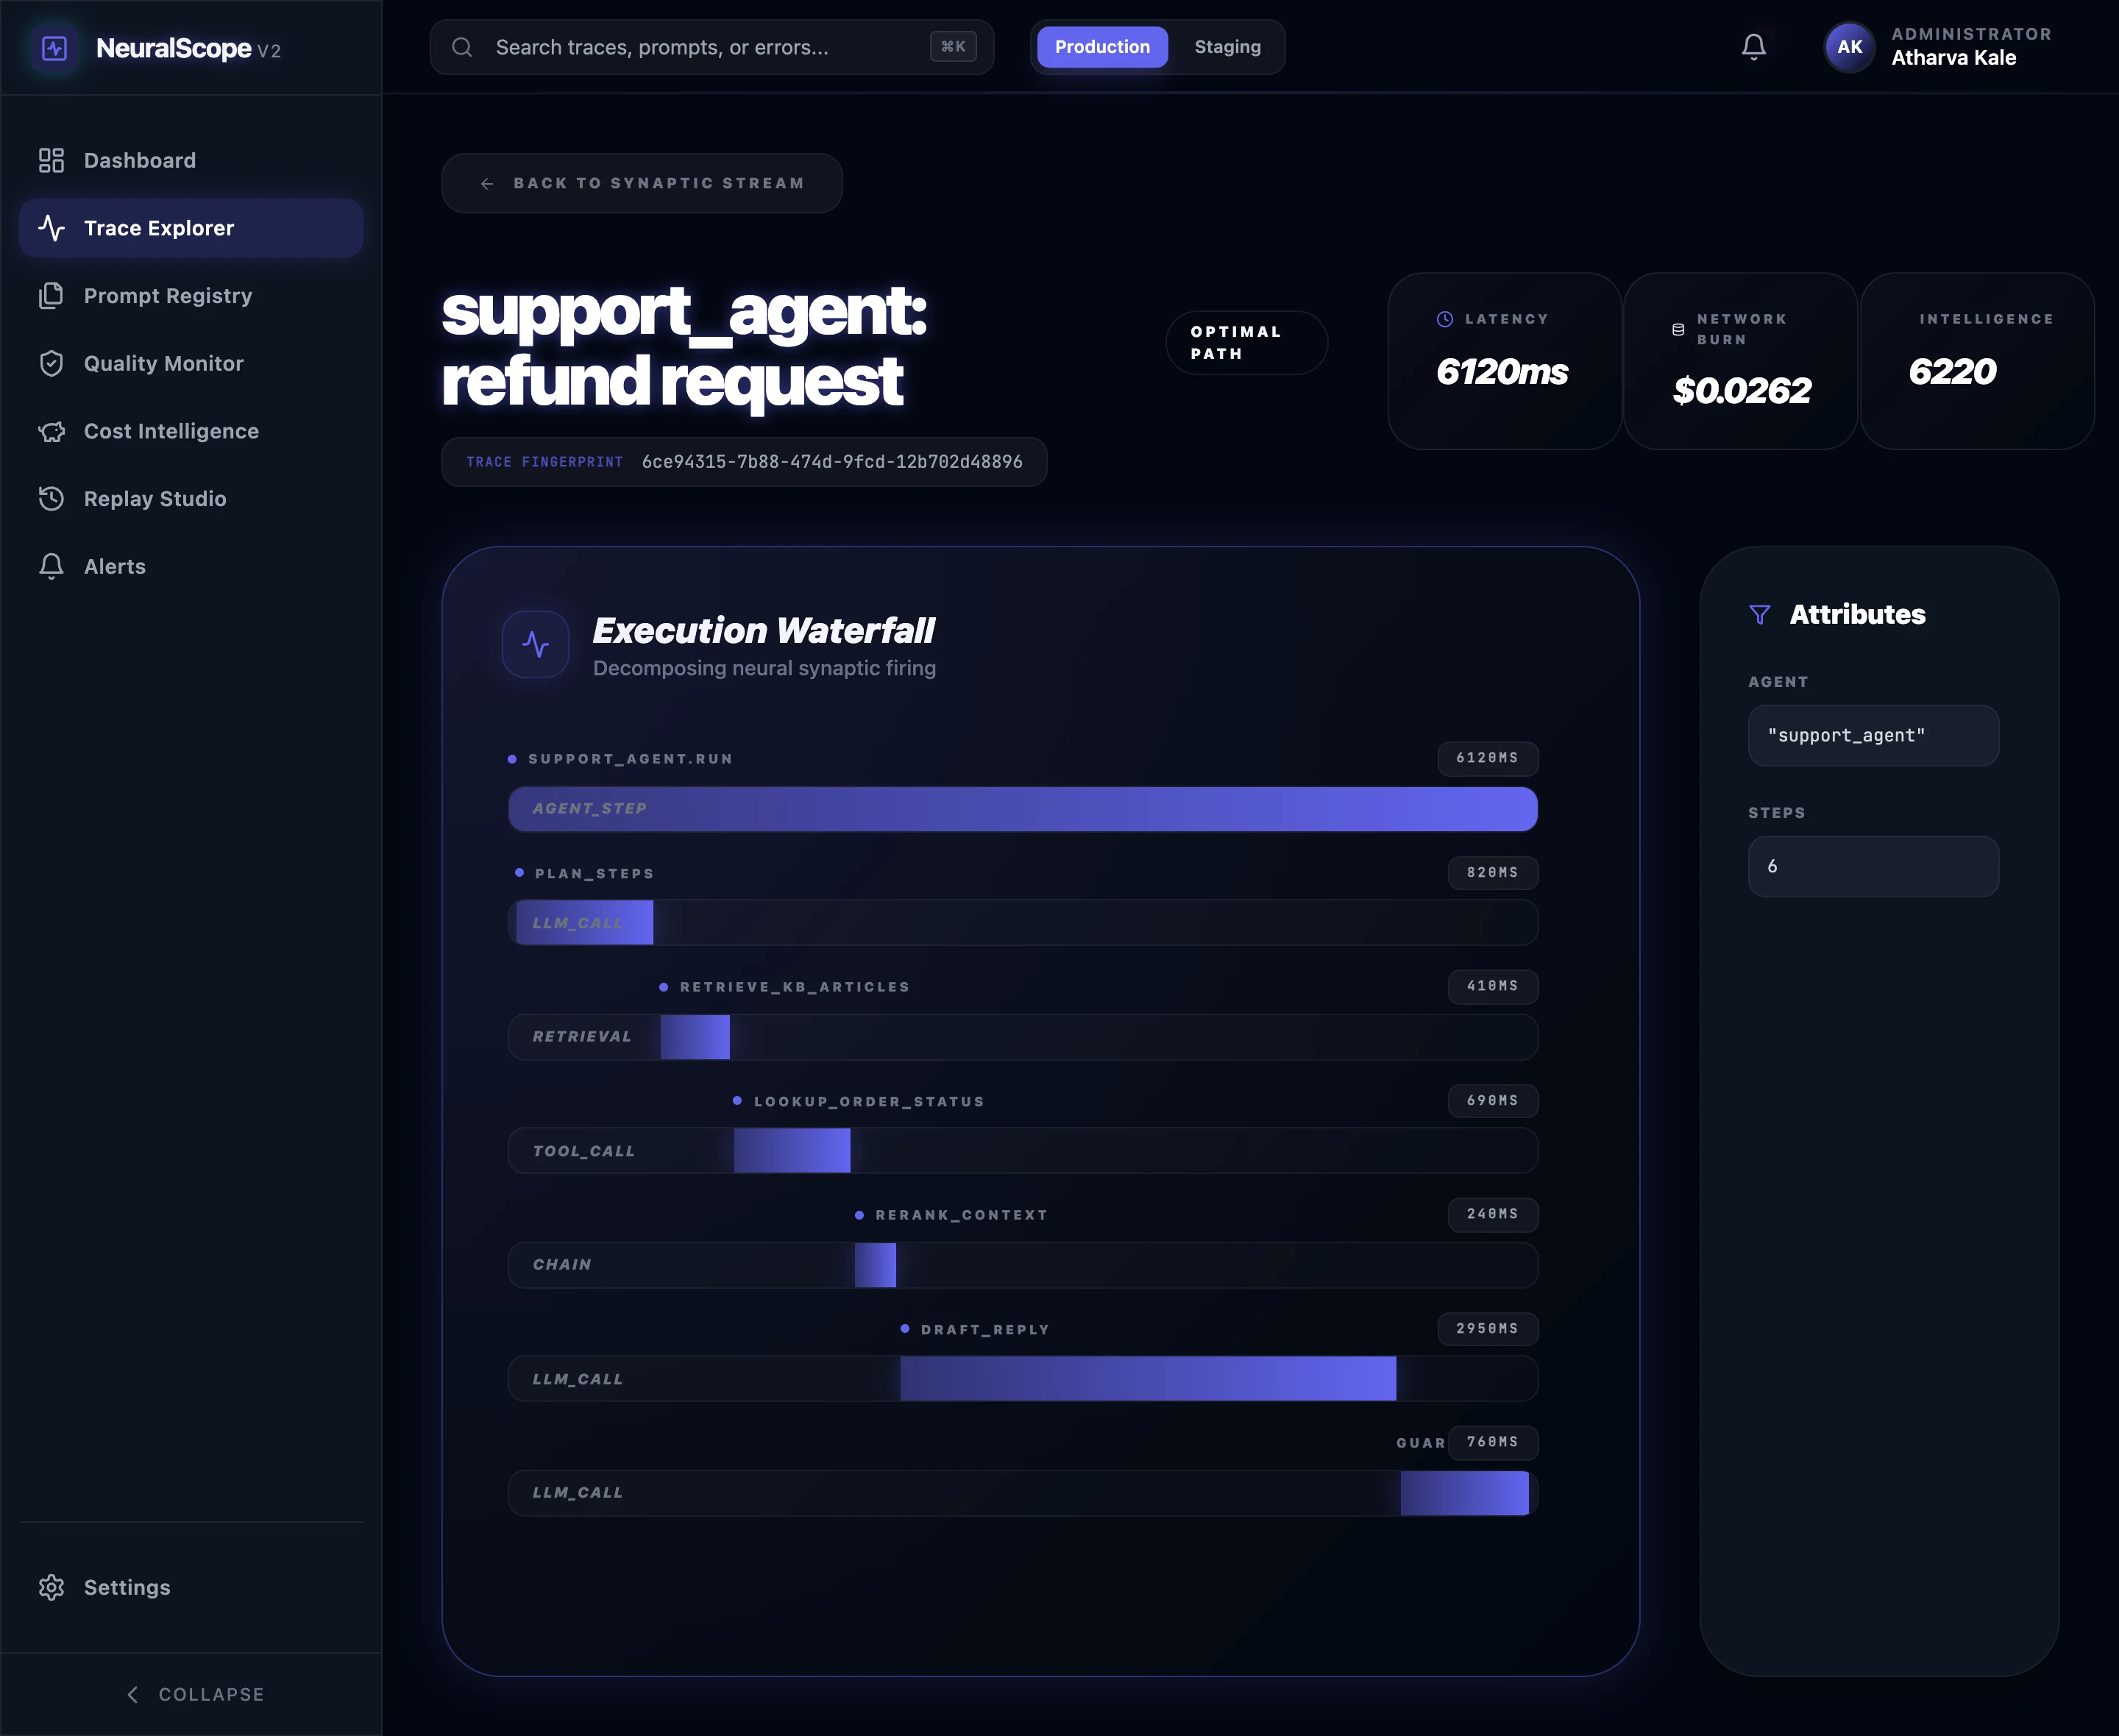 NeuralScope V2
Search traces, prompts, or errors...
⌘K
Production
Staging
AK
ADMINISTRATOR
Atharva Kale
Dashboard
Trace Explorer
Prompt Registry
Quality Monitor
Cost Intelligence
Replay Studio
Alerts
Settings
COLLAPSE
BACK TO SYNAPTIC STREAM
support_agent:
refund request
OPTIMAL
PATH
LATENCY
6120ms
NETWORK
BURN
$0.0262
INTELLIGENCE
6220
TRACE FINGERPRINT 6ce94315-7b88-474d-9fcd-12b702d48896
Execution Waterfall
Decomposing neural synaptic firing
SUPPORT_AGENT.RUN 6120MS
AGENT_STEP
PLAN_STEPS 820MS
LLM_CALL
RETRIEVE_KB_ARTICLES 410MS
RETRIEVAL
LOOKUP_ORDER_STATUS 690MS
TOOL_CALL
RERANK_CONTEXT 240MS
CHAIN
DRAFT_REPLY 2950MS
LLM_CALL
GUAR 760MS
LLM_CALL
Attributes
AGENT
"support_agent"
STEPS
6